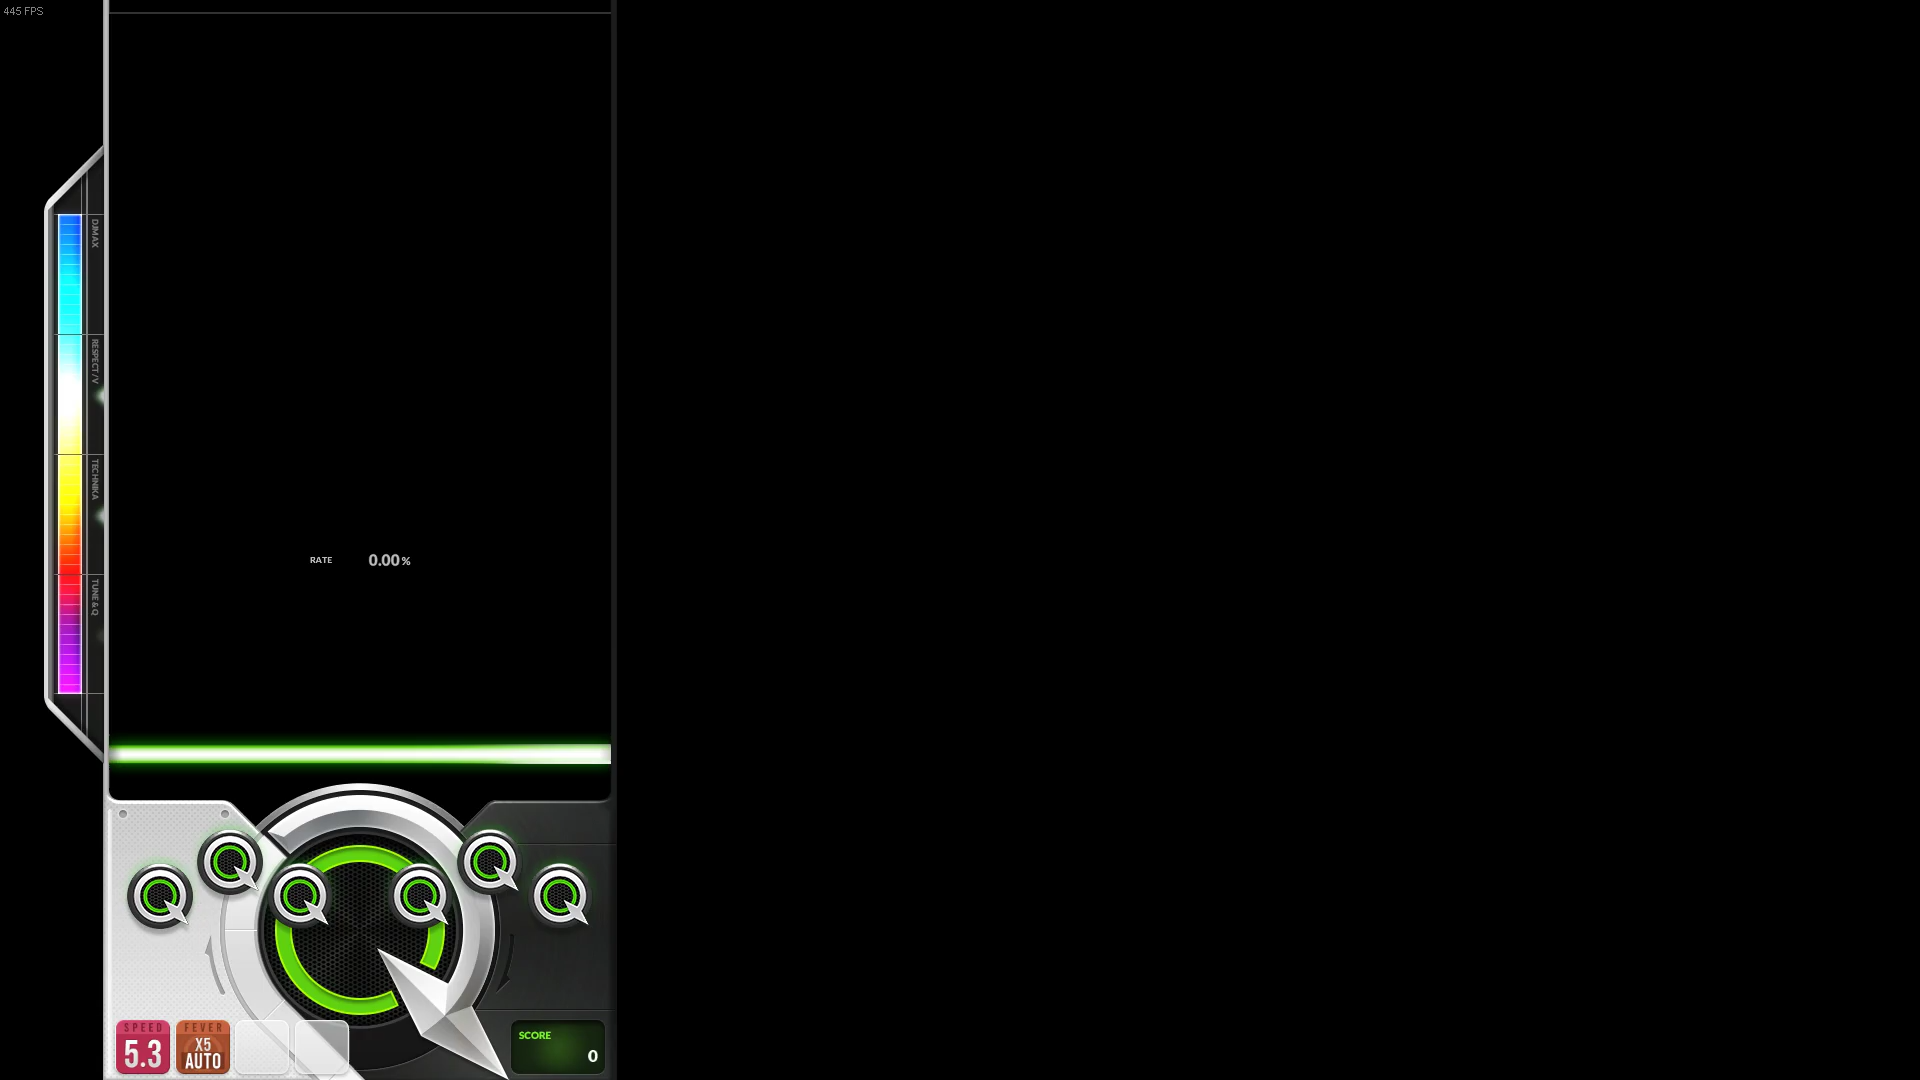 445 FPS
DJMAX
RESPECT/V
TECHNIKA
TUNE & Q
RATE 0.00%
SPEED
5.3
FEVER
X5
AUTO
SCORE
0